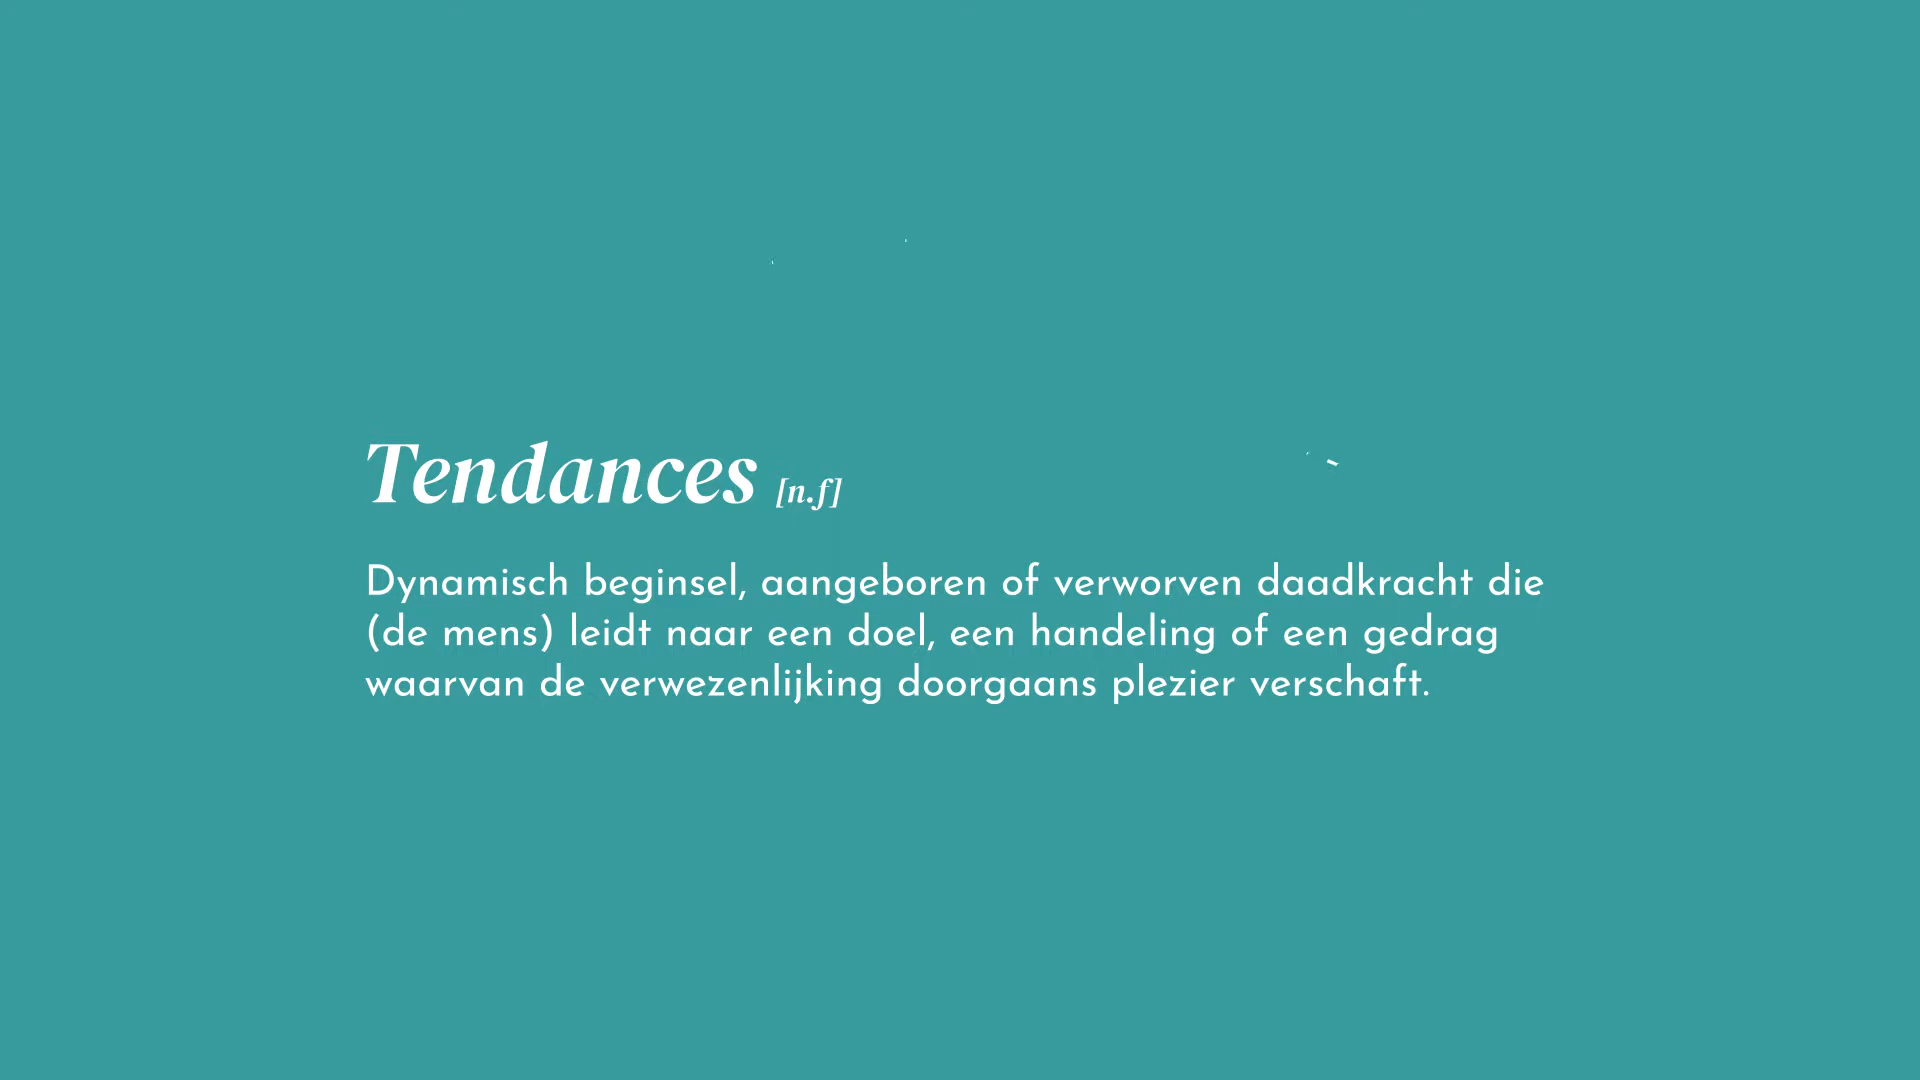 Tendances [n.f]
Dynamisch beginsel, aangeboren of verworven daadkracht die
(de mens) leidt naar een doel, een handeling of een gedrag
waarvan de verwezenlijking doorgaans plezier verschaft.